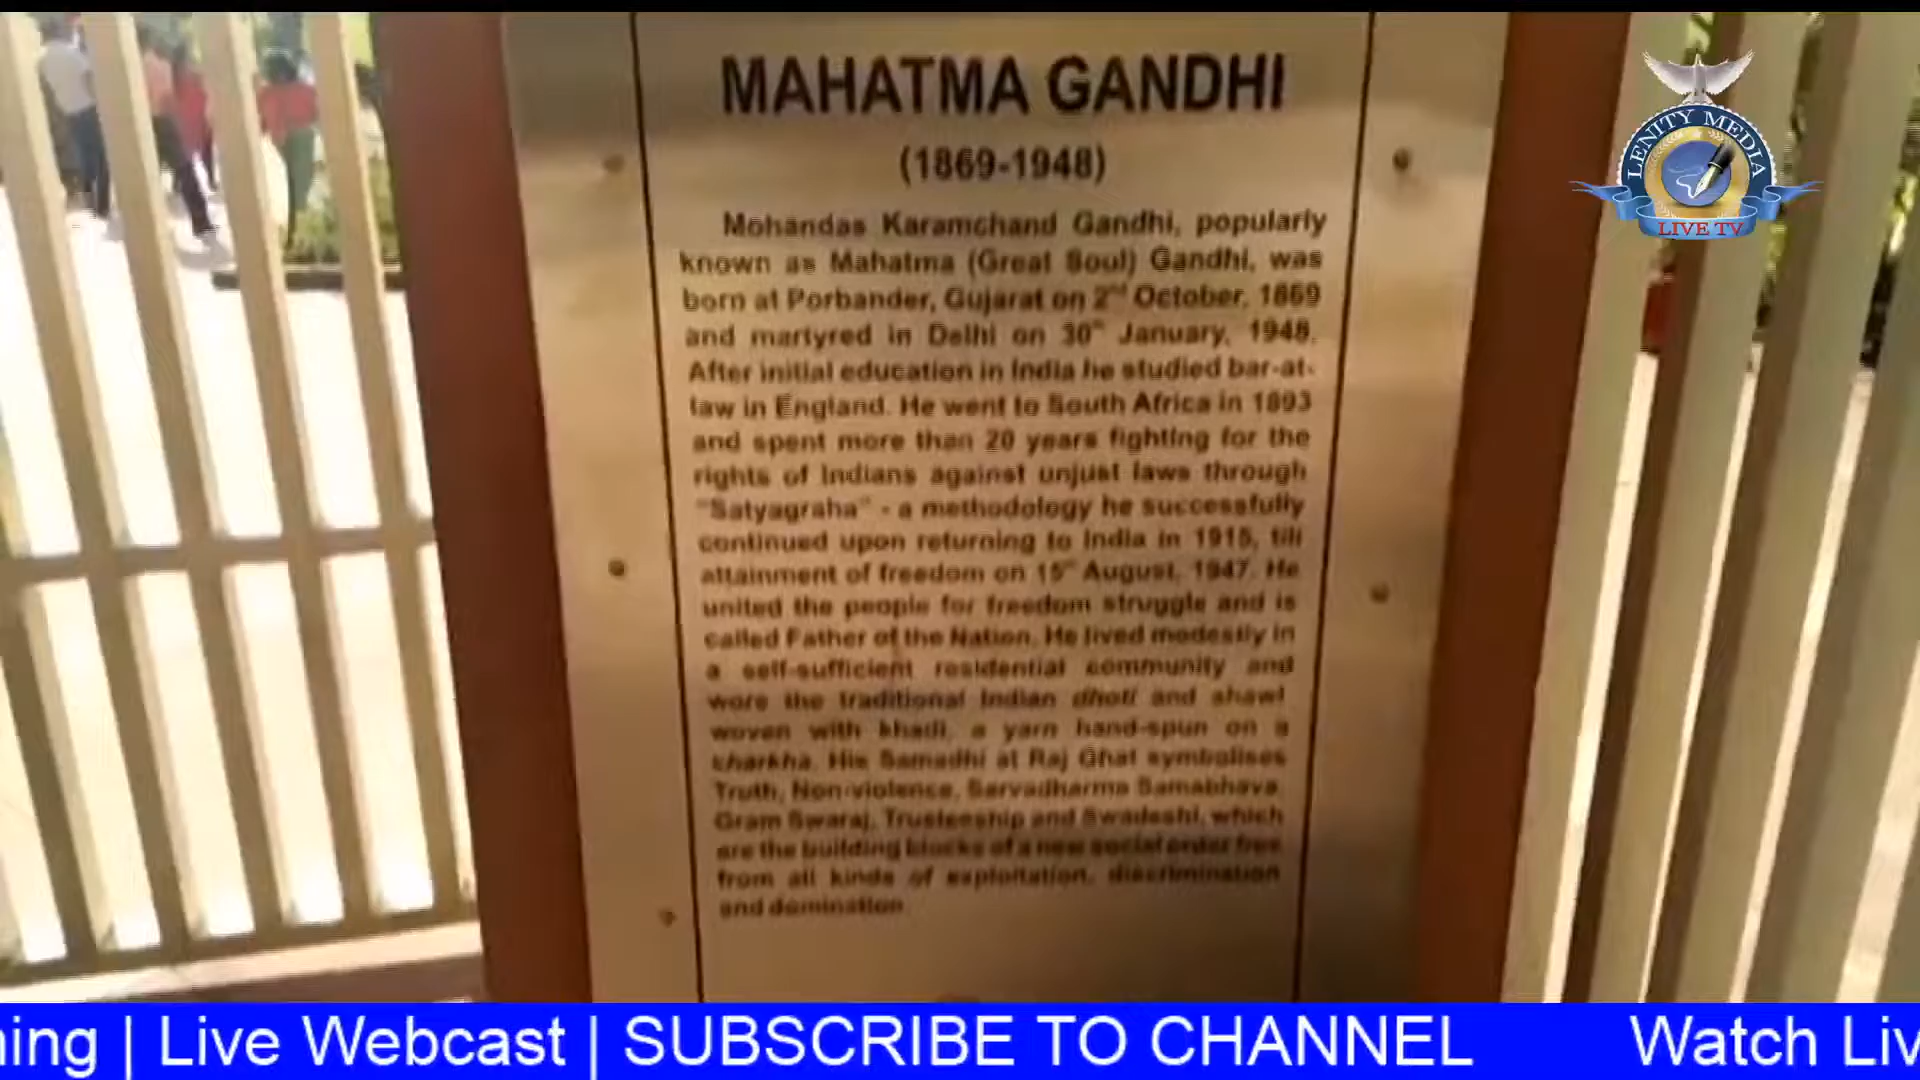 MAHATMA GANDHI
(1869-1948)
Mohandas Karamchand Gandhi, popularly
known as Mahatma (Great Soul) Gandhi, was
born at Porbander, Gujarat on 2nd October, 1869
and martyred in Delhi on 30th January, 1948.
After initial education in India he studied bar-at-
law in England. He went to South Africa in 1893
and spent more than 20 years fighting for the
rights of Indians against unjust laws through
"Satyagraha" - a methodology he successfully
continued upon returning to India in 1915, till
attainment of freedom on 15th August, 1947. He
united the people for freedom struggle and is
called Father of the Nation. He lived modestly in
a self-sufficient residential community and
wore the traditional Indian dhoti and shawl
woven with khadi, a yarn hand-spun on a
charkha. His Samadhi at Raj Ghat symbolises
Truth, Non-violence, Sarvadharma Samabhava,
Gram Swaraj, Trusteeship and Swadeshi, which
are the building blocks of a new social order free
from all kinds of exploitation, discrimination
and domination
LENITY MEDIA
LIVE TV
ning | Live Webcast | SUBSCRIBE TO CHANNEL Watch Liv